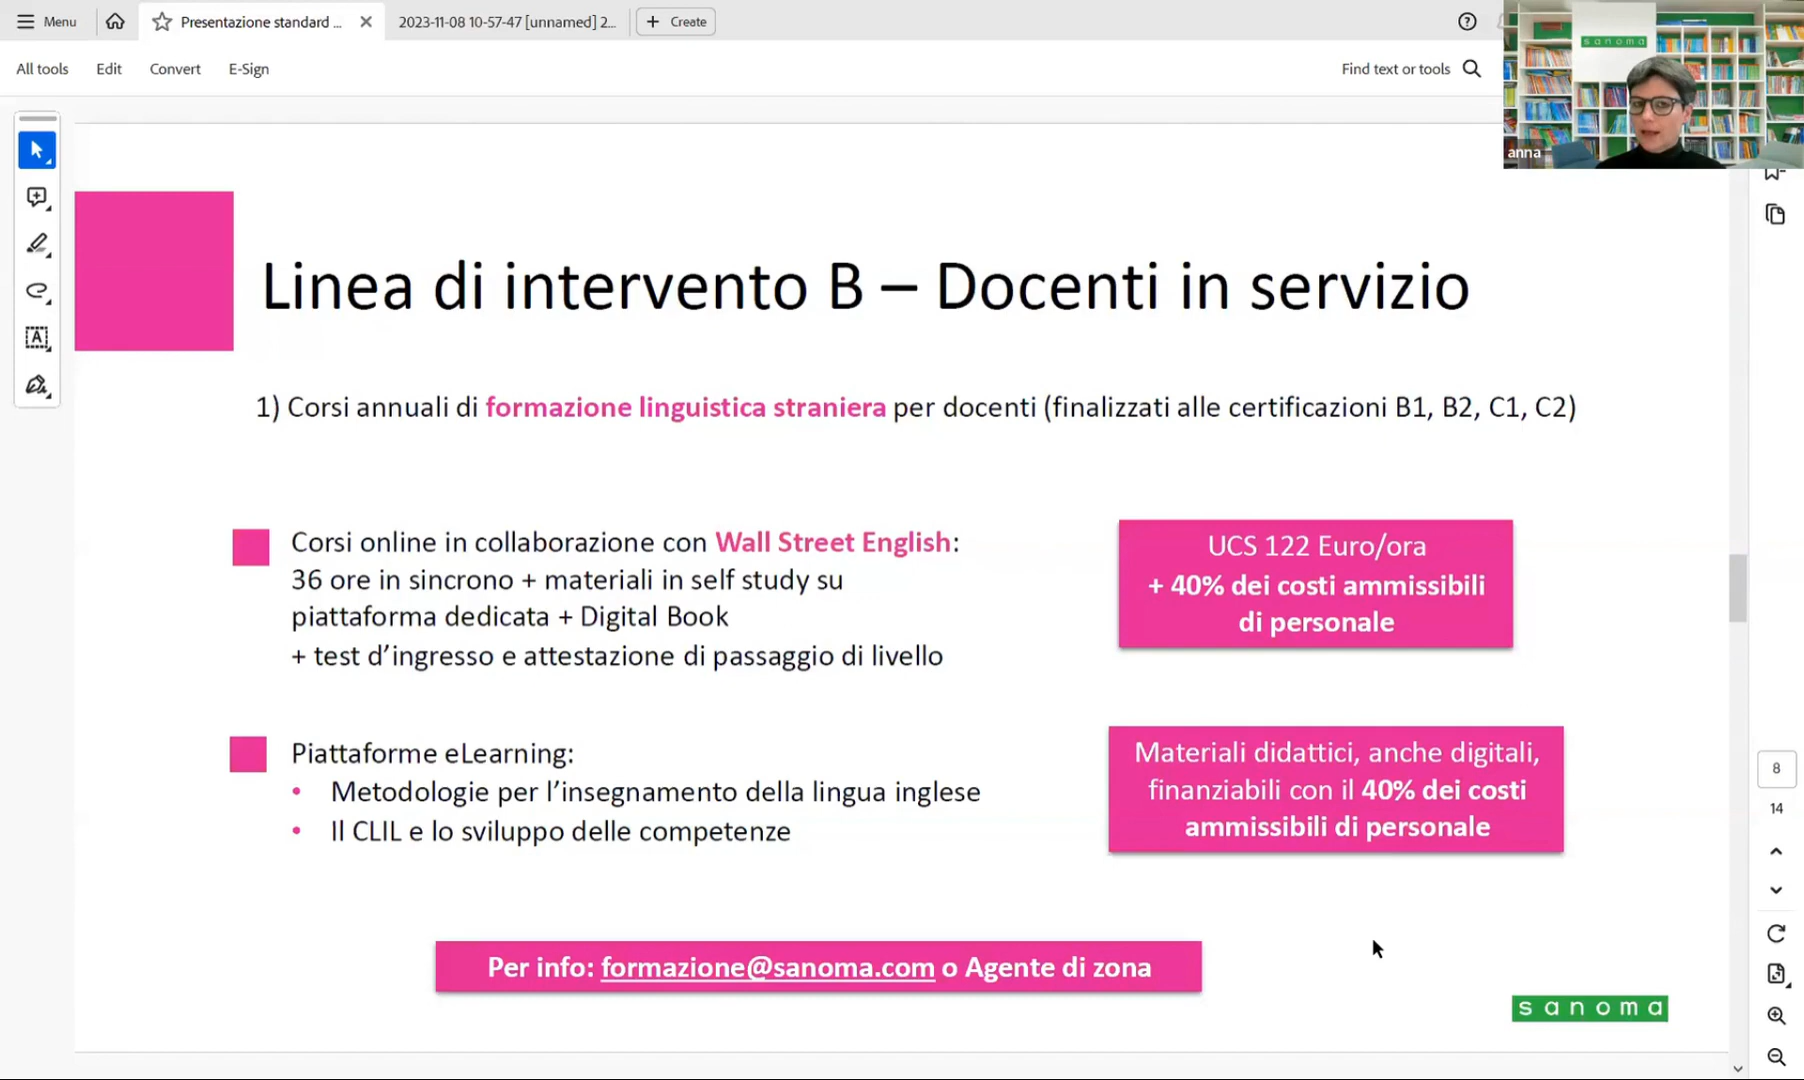 Menu
Presentazione standard ...
2023-11-08 10-57-47 [unnamed] 2...
+ Create
All tools
Edit
Convert
E-Sign
Find text or tools
sanoma
anna
Linea di intervento B – Docenti in servizio
1) Corsi annuali di formazione linguistica straniera per docenti (finalizzati alle certificazioni B1, B2, C1, C2)
Corsi online in collaborazione con Wall Street English:
36 ore in sincrono + materiali in self study su
piattaforma dedicata + Digital Book
+ test d’ingresso e attestazione di passaggio di livello
UCS 122 Euro/ora
+ 40% dei costi ammissibili
di personale
Piattaforme eLearning:
• Metodologie per l’insegnamento della lingua inglese
• Il CLIL e lo sviluppo delle competenze
Materiali didattici, anche digitali,
finanziabili con il 40% dei costi
ammissibili di personale
8
14
Per info: formazione@sanoma.com o Agente di zona
sanoma